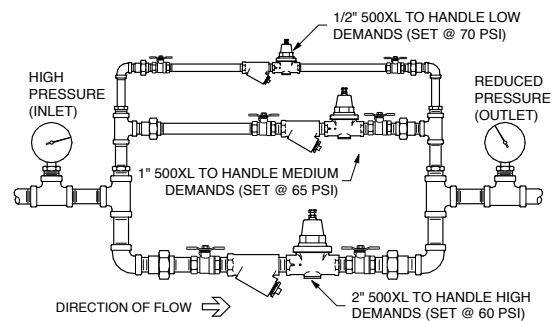 1/2" 500XL TO HANDLE LOW
DEMANDS (SET @ 70 PSI)
HIGH
PRESSURE
(INLET)
REDUCED
PRESSURE
(OUTLET)
1" 500XL TO HANDLE MEDIUM
DEMANDS (SET @ 65 PSI)
DIRECTION OF FLOW
2" 500XL TO HANDLE HIGH
DEMANDS (SET @ 60 PSI)